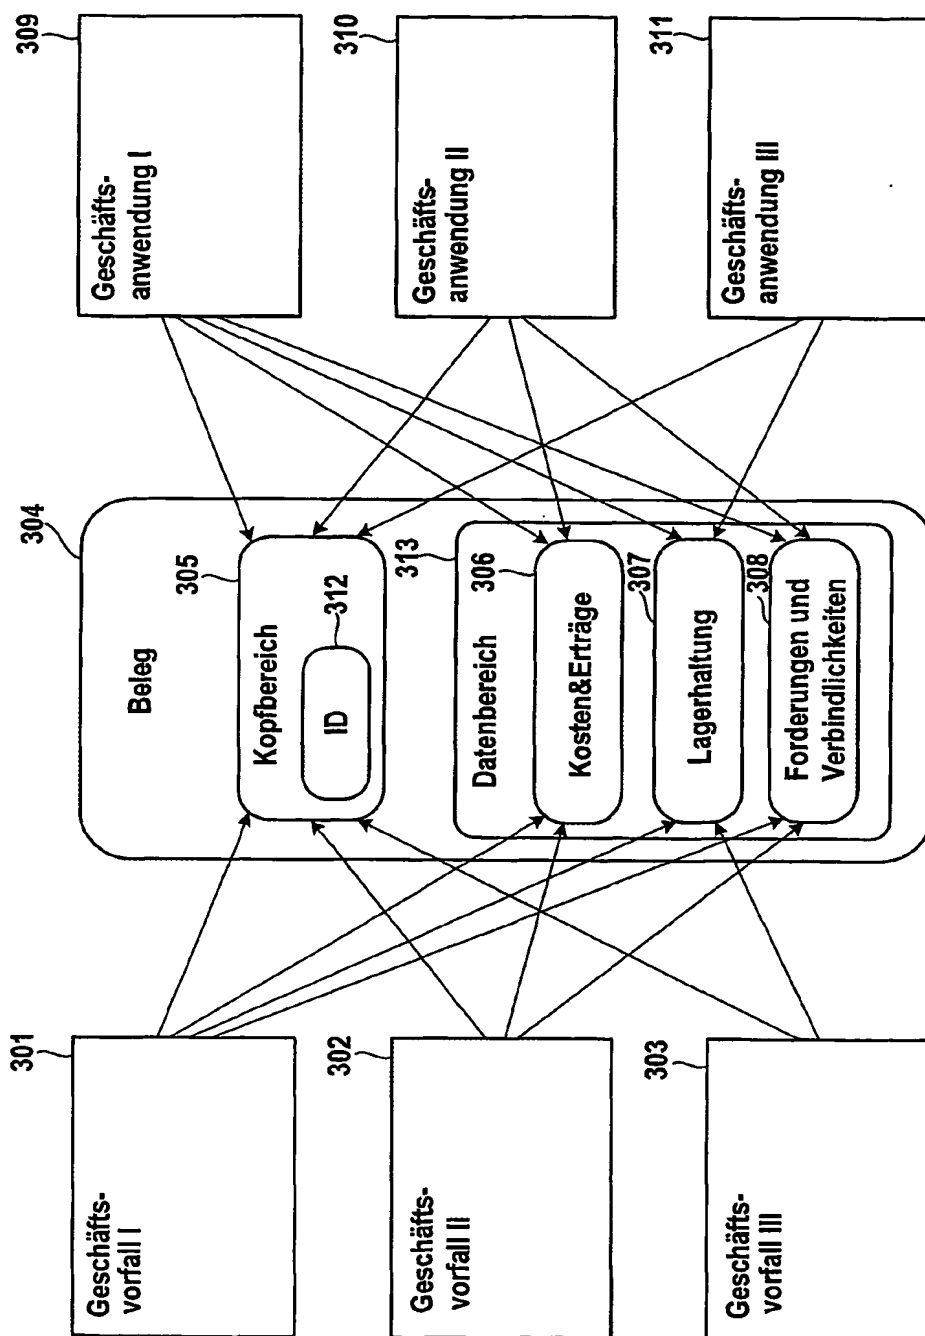 301
Geschäfts-
vorfall I
302
Geschäfts-
vorfall II
303
Geschäfts-
vorfall III
304
Beleg
305
Kopfbereich
312
ID
313
Datenbereich
306
Kosten&Erträge
307
Lagerhaltung
308
Forderungen und
Verbindlichkeiten
309
Geschäfts-
anwendung I
310
Geschäfts-
anwendung II
311
Geschäfts-
anwendung III